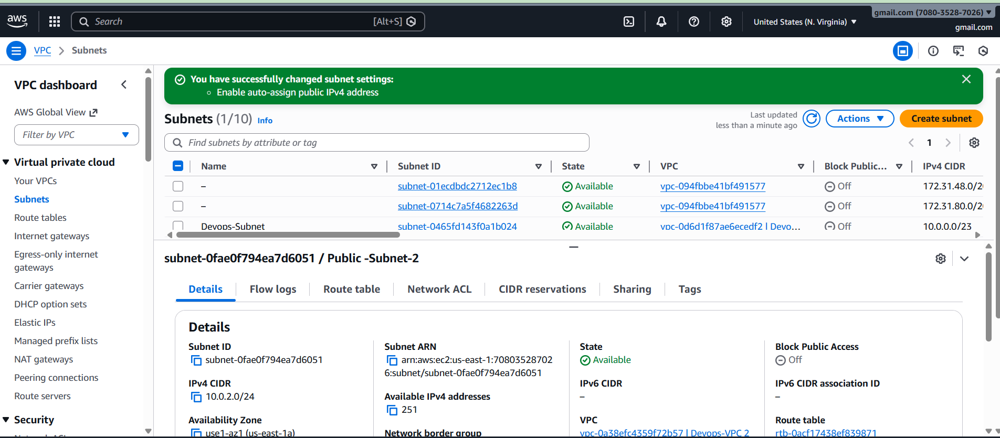 aws
Search [Alt+S]
United States (N. Virginia)
gmail.com (7080-3528-7026)
gmail.com
VPC
Subnets
VPC dashboard
AWS Global View
Filter by VPC
Virtual private cloud
Your VPCs
Subnets
Route tables
Internet gateways
Egress-only internet
gateways
Carrier gateways
DHCP option sets
Elastic IPs
Managed prefix lists
NAT gateways
Peering connections
Route servers
Security
You have successfully changed subnet settings:
Enable auto-assign public IPv4 address
Subnets (1/10) Info
Last updated
less than a minute ago
Actions
Create subnet
Find subnets by attribute or tag
1
Name Subnet ID State VPC Block Public... IPv4 CIDR
– subnet-01ecdbdc2712ec1b8 Available vpc-094fbbe41bf491577 Off 172.31.48.0/2
– subnet-0714c7a5f4682263d Available vpc-094fbbe41bf491577 Off 172.31.80.0/2
Devops-Subnet subnet-0465fd143f0a1b024 Available vpc-0d6d1f87ae6ecedf2 | Devo... Off 10.0.0.0/23
subnet-0fae0f794ea7d6051 / Public -Subnet-2
Details Flow logs Route table Network ACL CIDR reservations Sharing Tags
Details
Subnet ID
subnet-0fae0f794ea7d6051
IPv4 CIDR
10.0.2.0/24
Availability Zone
use1-az1 (us-east-1a)
Subnet ARN
arn:aws:ec2:us-east-1:70803528702
6:subnet/subnet-0fae0f794ea7d6051
Available IPv4 addresses
251
Network border group
State
Available
IPv6 CIDR
–
VPC
vpc-0a38efc4359f72b57 | Devops-VPC 2
Block Public Access
Off
IPv6 CIDR association ID
–
Route table
rtb-0acf17438ef839871